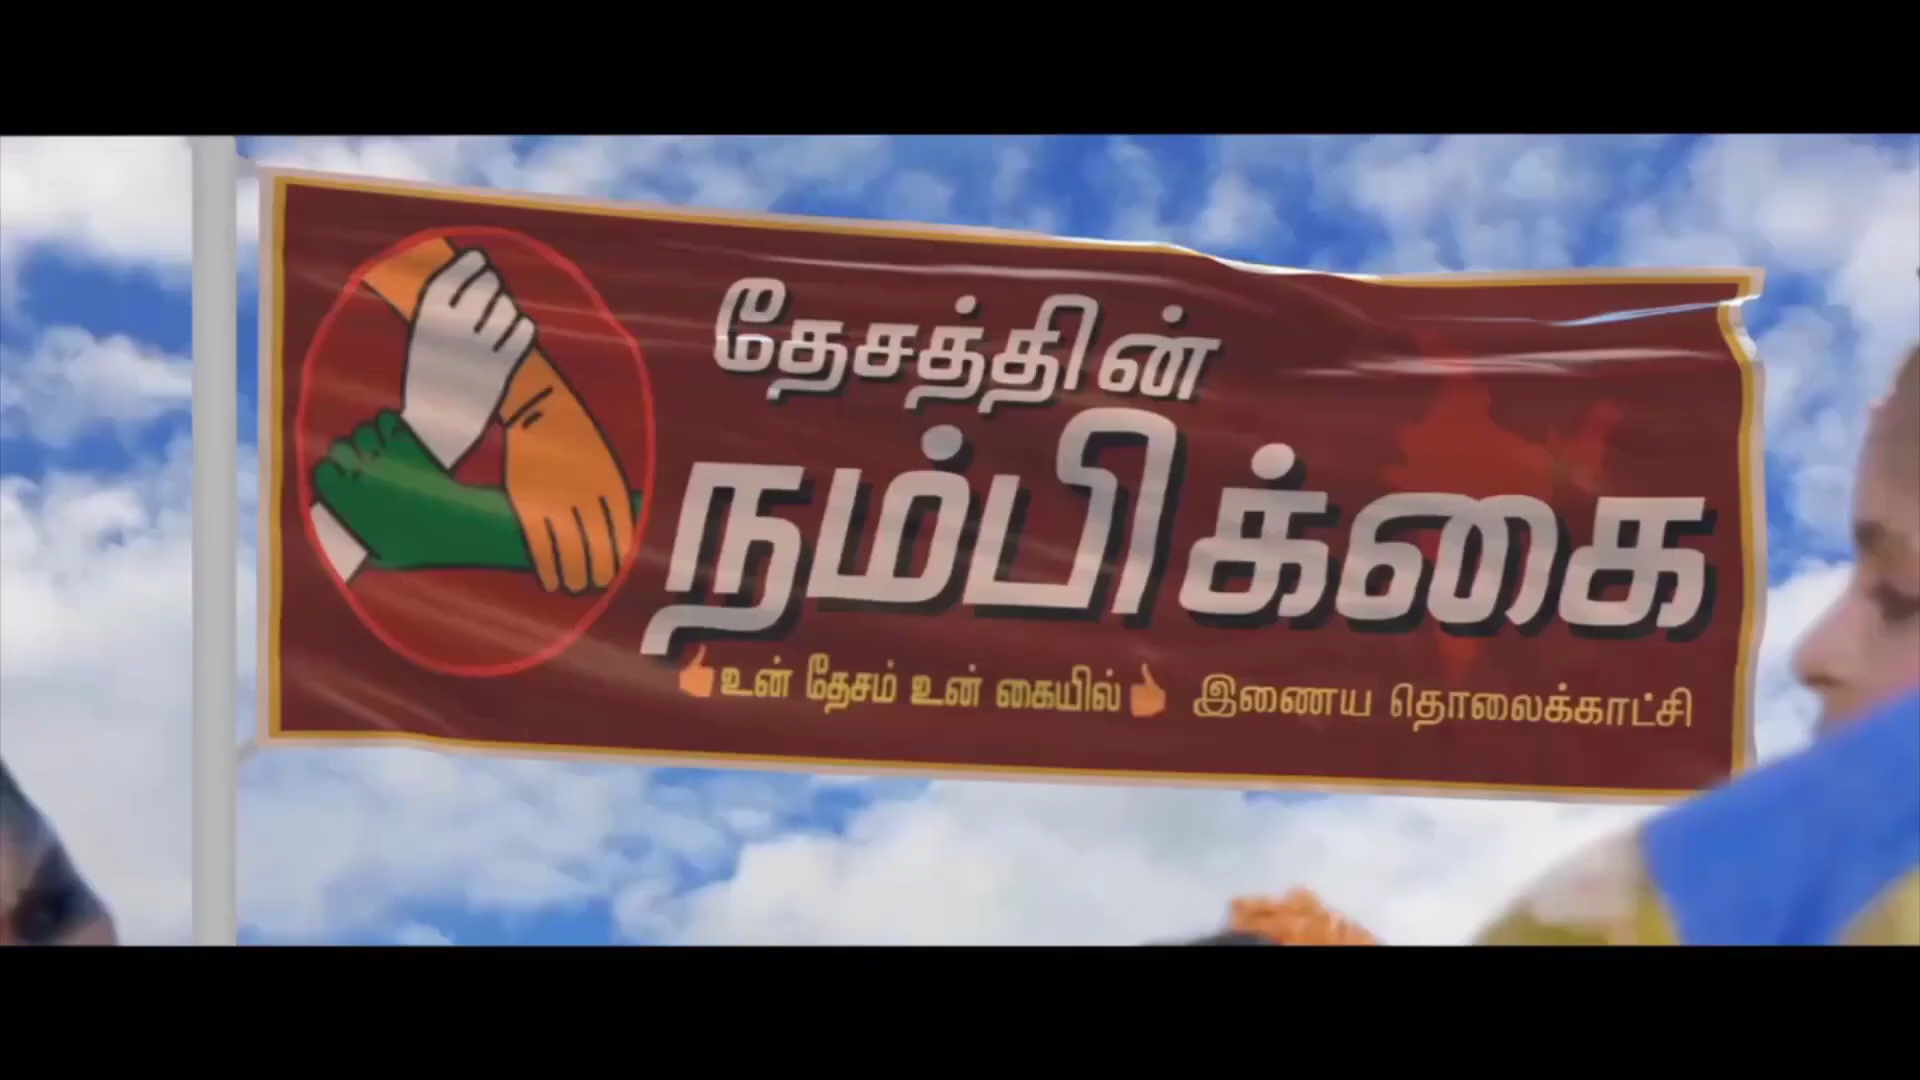 தேசத்தின்
நம்பிக்கை
உன் தேசம் உன் கையில் இணைய தொலைக்காட்சி